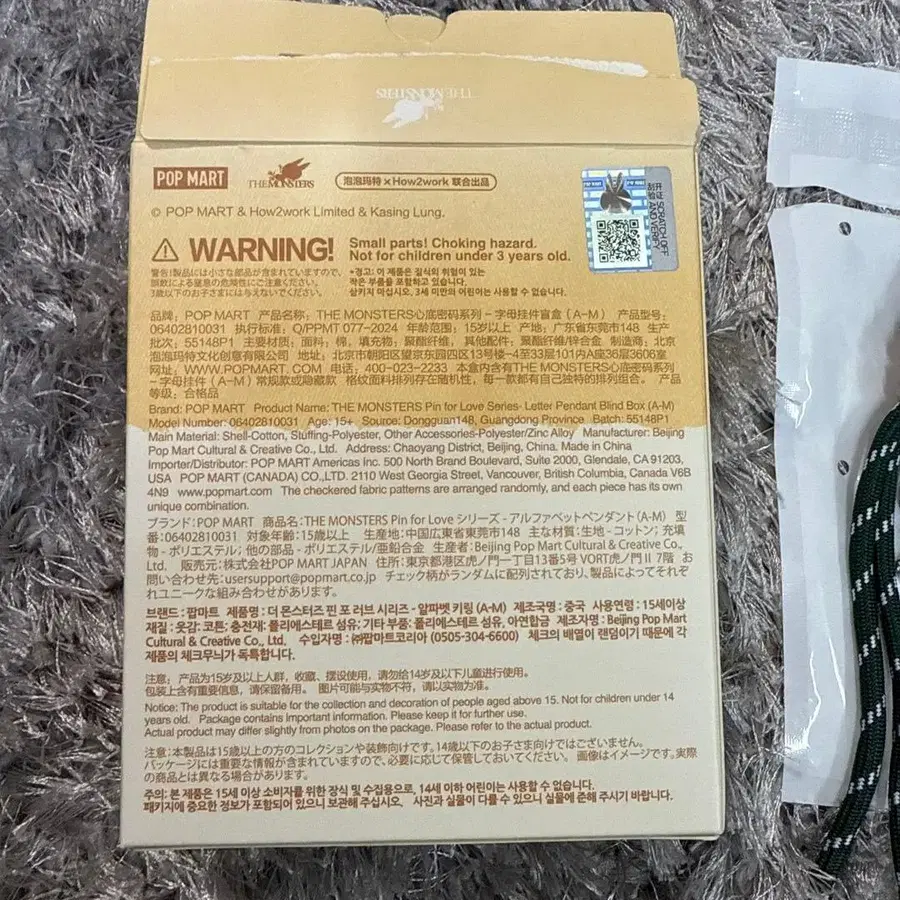 THE MONSTERS
POP MART
THE MONSTERS
泡泡玛特×How2work 联合出品
POP MART
开证 SCRATCH OFF
刮验 AND VERIFY
© POP MART & How2work Limited & Kasing Lung.
WARNING!
Small parts! Choking hazard.
Not for children under 3 years old.
警告!製品には小さな部品が含まれていますので、
誤飲による窒息の危険性にご注意ください。
3歳以下のお子さまには与えないでください。
•경고: 이 제품은 질식의 위험이 있는
작은 부품을 포함하고 있습니다.
삼키지 마십시오. 3세 미만의 어린이는 사용할 수 없습니다.
品牌：POP MART 产品名称：THE MONSTERS心底密码系列－字母挂件盲盒（A－M） 产品型号：
06402810031 执行标准：Q/PPMT 077-2024 年龄范围：15岁以上 产地：广东省东莞市148 生产
批次：55148P1 主要材质：面料：棉，填充物：聚酯纤维，其他配件：聚酯纤维/锌合金 制造商：北京
泡泡玛特文化创意有限公司 地址：北京市朝阳区望京东园四区13号楼-4至33层101内A座36层3606室
网址：WWW.POPMART.COM 电话：400-023-2233 本盒内含有THE MONSTERS心底密码系列
－字母挂件（A－M）常规款或隐藏款 格纹面料排列存在随机性，每一款都有自己独特的排列组合。 产品
等级：合格品
Brand: POP MART Product Name: THE MONSTERS Pin for Love Series- Letter Pendant Blind Box (A-M)
Model Number: 06402810031 Age: 15+ Source: Dongguan148, Guangdong Province Batch: 55148P1
Main Material: Shell-Cotton, Stuffing-Polyester, Other Accessories-Polyester/Zinc Alloy Manufacturer: Beijing
Pop Mart Cultural & Creative Co., Ltd. Address: Chaoyang District, Beijing, China. Made in China
Importer/Distributor: POP MART Americas Inc. 500 North Brand Boulevard, Suite 2000, Glendale, CA 91203,
USA POP MART (CANADA) CO.,LTD. 2110 West Georgia Street, Vancouver, British Columbia, Canada V6B
4N9 www.popmart.com The checkered fabric patterns are arranged randomly, and each piece has its own
unique combination.
ブランド：POP MART 商品名：THE MONSTERS Pin for Love シリーズ - アルファベットペンダント（A-M） 型
番：06402810031 対象年齢：15歳以上 生産地：中国広東省東莞市148 主な材質：生地 - コットン；充填
物 - ポリエステル；他の部品 - ポリエステル/亜鉛合金 生産者：Beijing Pop Mart Cultural & Creative Co.,
Ltd. 販売元：株式会社POP MART JAPAN 住所：東京都港区虎ノ門一丁目13番5号 VORT虎ノ門II 7階 お
問い合わせ先：usersupport@popmart.co.jp チェック柄がランダムに配列されており、製品によってそれぞ
れユニークな組み合わせがあります。
브랜드 : 팝마트 제품명 : 더 몬스터즈 핀 포 러브 시리즈 - 알파벳 키링 (A-M) 제조국명 : 중국 사용연령 : 15세이상
재질 : 옷감: 코튼; 충전재: 폴리에스테르 섬유; 기타 부품: 폴리에스테르 섬유, 아연합금 제조자명 : Beijing Pop Mart
Cultural & Creative Co., Ltd. 수입자명 : ㈜팝마트코리아 (0505-304-6600) 체크의 배열이 랜덤이기 때문에 각
제품의 체크무늬가 독특합니다.
注意：产品为15岁及以上人群，收藏、摆设使用，请勿给14岁及以下儿童进行使用。
包装上含有重要信息，请保留备用。 图片可能与实物不符，请以实物为准。
Notice: The product is suitable for the collection and decoration of people aged above 15. Not for children under 14
years old. Package contains important information. Please keep it for further use.
Actual product may differ slightly from photos on the package. Please refer to the actual product.
注意：本製品は15歳以上の方のコレクションや装飾向けです。14歳以下のお子さま向けではございません。
パッケージには重要な情報が含まれていますので、必要に応じて保管しておいてください。 画像はイメージです。実際
の商品とは異なる場合があります。
주의: 본 제품은 15세 이상 소비자를 위한 장식 및 수집용으로, 14세 이하 어린이는 사용할 수 없습니다.
패키지에 중요한 정보가 포함되어 있으니 보관해 주십시오. 사진과 실물이 다를 수 있으니 실물에 준해 주시기 바랍니다.